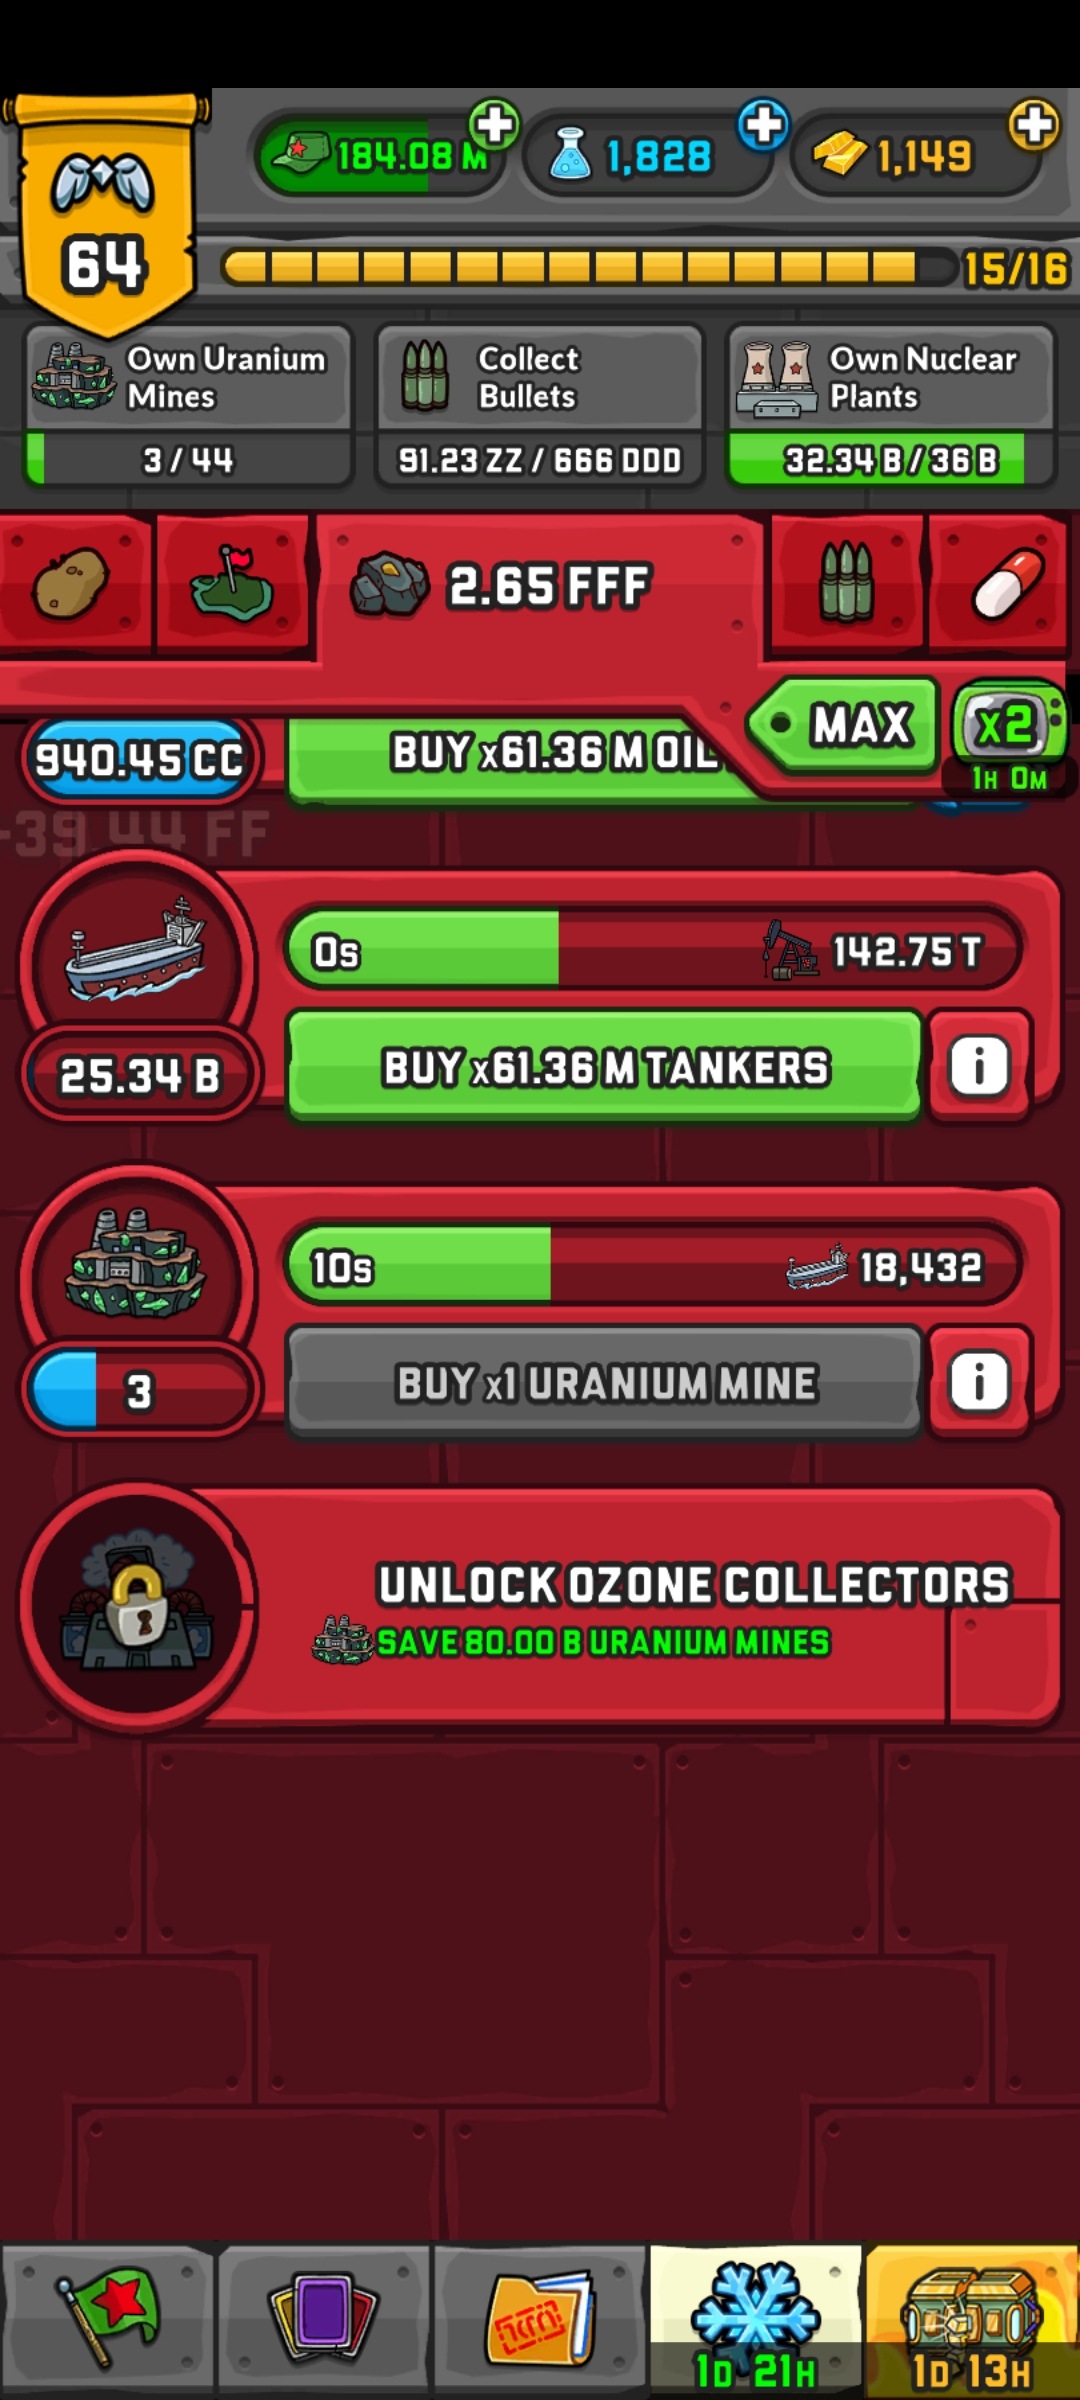 184.08 M
1,828
1,149
64
15/16
Own Uranium
Mines
3 / 44
Collect
Bullets
91.23 ZZ / 666 DDD
Own Nuclear
Plants
32.34 B / 36 B
2.65 FFF
MAX
x2
1H 0M
940.45 CC
BUY x61.36 M OIL
-39.44 FF
0s
142.75 T
25.34 B
BUY x61.36 M TANKERS
i
10s
18,432
3
BUY x1 URANIUM MINE
i
UNLOCK OZONE COLLECTORS
SAVE 80.00 B URANIUM MINES
1D 21H
1D 13H